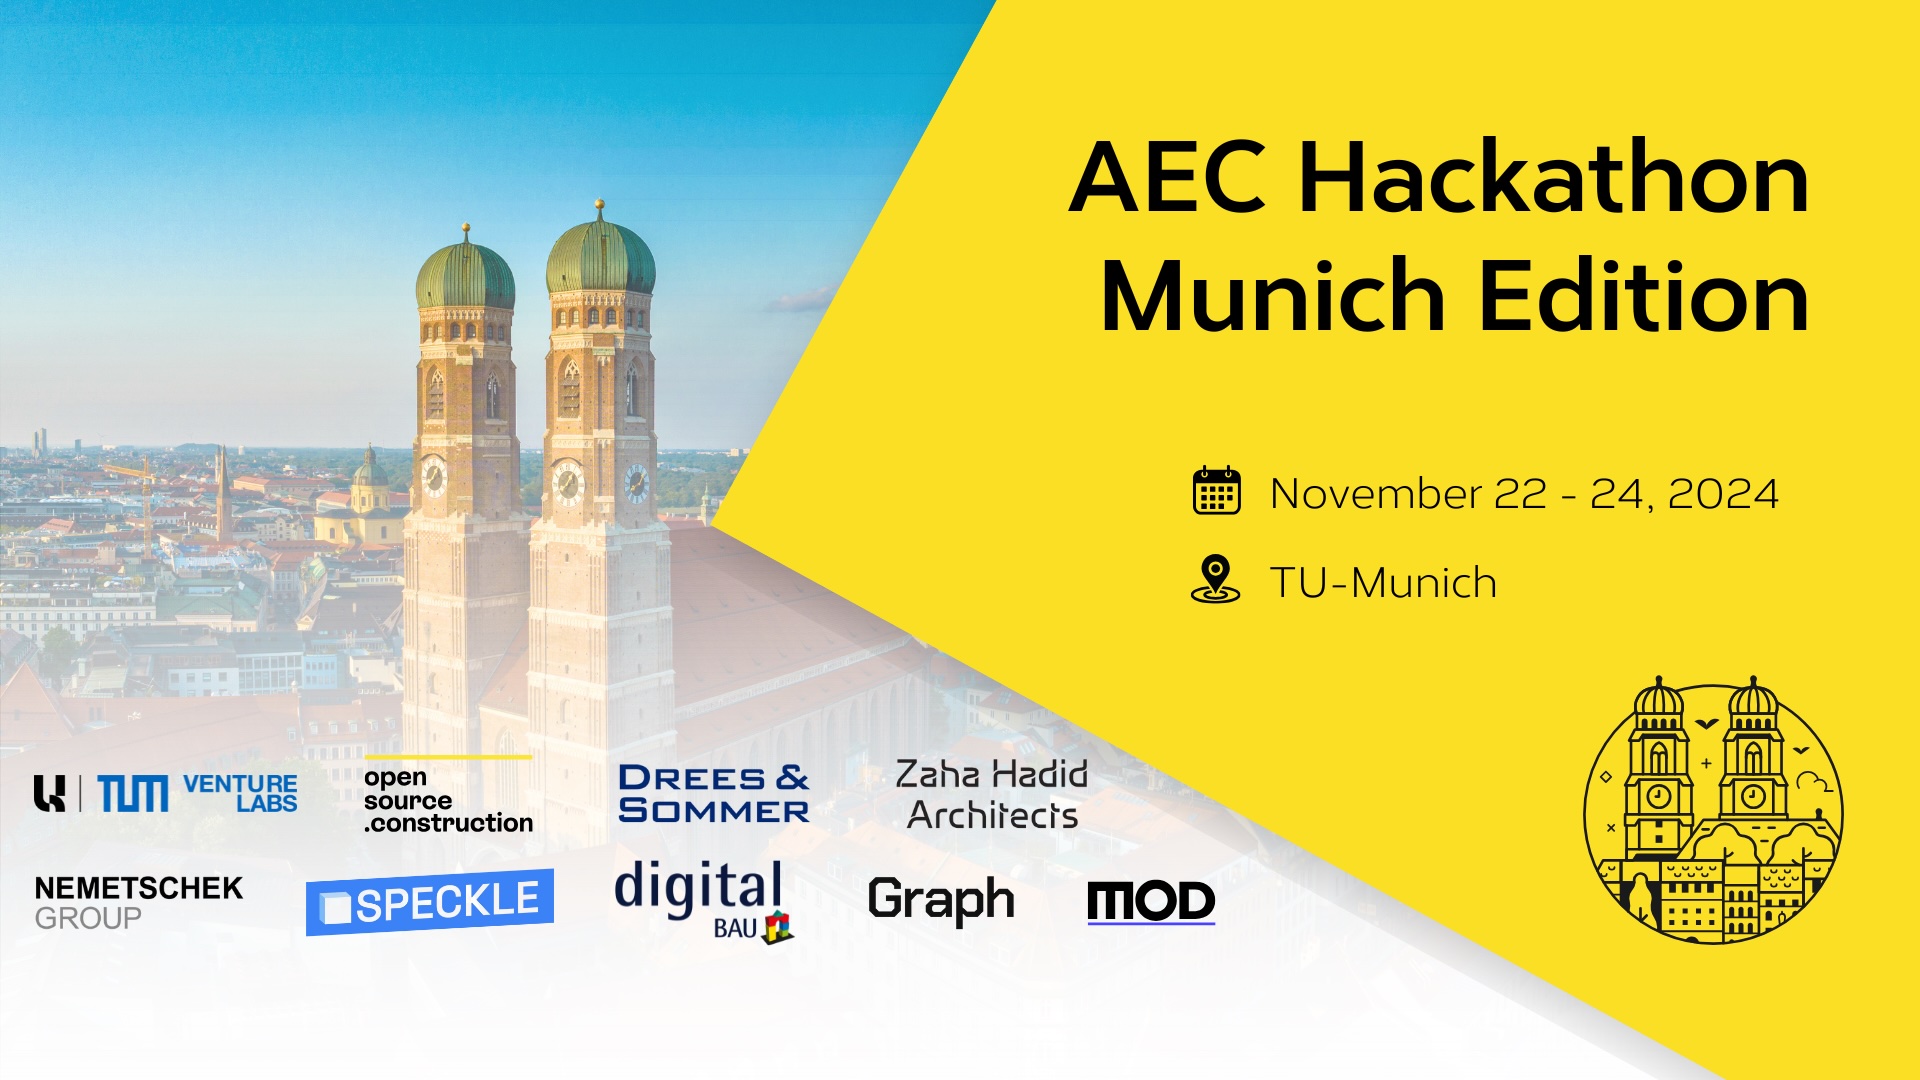 AEC Hackathon
Munich Edition
November 22 - 24, 2024
TU-Munich
TUM VENTURE
LABS
open
source
.construction
DREES &
SOMMER
Zaha Hadid
Architects
NEMETSCHEK
GROUP
SPECKLE
digital
BAU
Graph
MOD